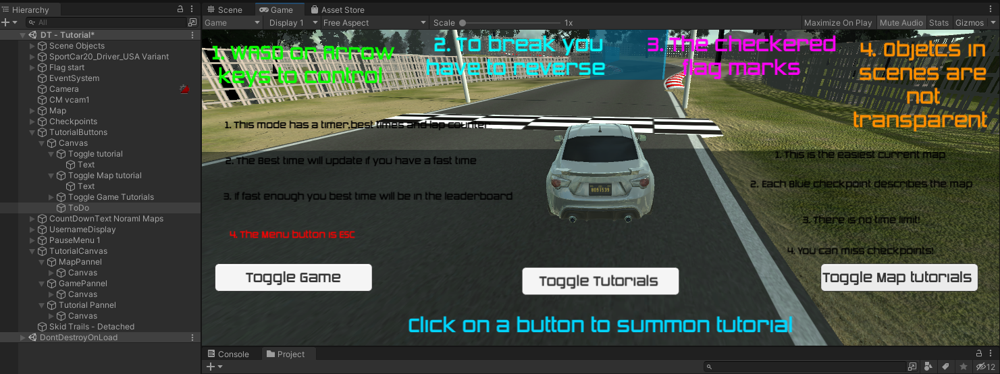 Hierarchy
Scene
Game
Asset Store
All
Game
Display 1
Free Aspect
Scale
1x
Maximize On Play
Mute Audio
Stats
Gizmos
DT - Tutorial*
Scene Objects
SportCar20_Driver_USA Variant
Flag start
EventSystem
Camera
CM vcam1
Map
Checkpoints
TutorialButtons
Canvas
Toggle tutorial
Text
Toggle Map tutorial
Text
Toggle Game Tutorials
ToDo
CountDownText Noraml Maps
UsernameDisplay
PauseMenu 1
TutorialCanvas
MapPannel
Canvas
GamePannel
Canvas
Tutorial Pannel
Canvas
Skid Trails - Detached
DontDestroyOnLoad
1. WASD or Arrow
keys to control
2. To break you
have to reverse
3. The checkered
flag marks
4. Objetcs in
scenes are
not
transparent
1. This mode has a timer,best times and lap counter
2. The Best time will update if you have a fast time
3. if fast enough you best time will be in the leaderboard
4. The Menu button is ESC
1. This is the easiest current map
2. Each Blue checkpoint describes the map
3. There is no time limit!
4. You can miss checkpoints!
8091539
Toggle Game
Toggle Tutorials
Toggle Map tutorials
Click on a button to summon tutorial
Console
Project
12